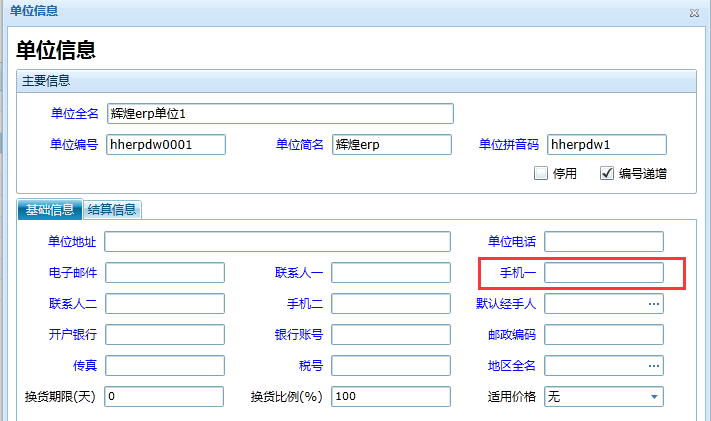 单位信息
单位信息
主要信息
单位全名 辉煌erp单位1
单位编号 hherpdw0001 单位简名 辉煌erp 单位拼音码 hherpdw1
停用 编号递增
基础信息 结算信息
单位地址 单位电话
电子邮件 联系人一 手机一
联系人二 手机二 默认经手人 ...
开户银行 银行账号 邮政编码
传真 税号 地区全名 ...
换货期限(天) 0 换货比例(%) 100 适用价格 无